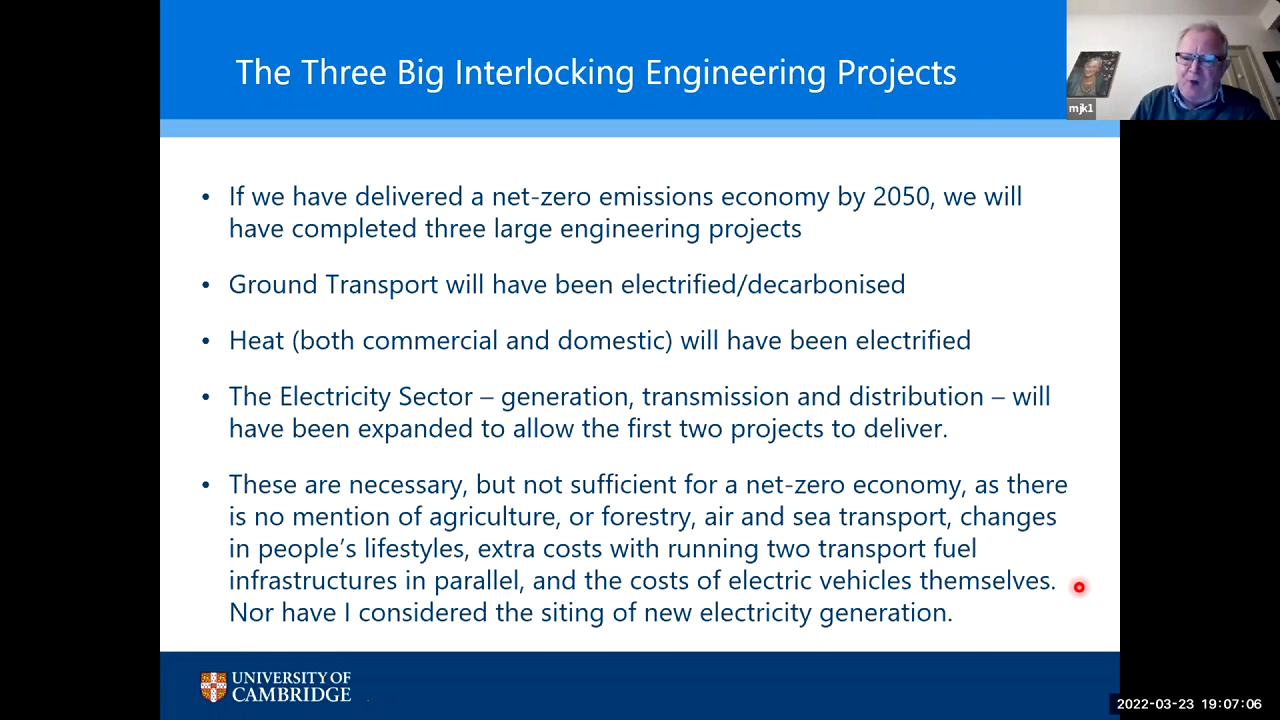 The Three Big Interlocking Engineering Projects
mjk1
• If we have delivered a net-zero emissions economy by 2050, we will
have completed three large engineering projects
• Ground Transport will have been electrified/decarbonised
• Heat (both commercial and domestic) will have been electrified
• The Electricity Sector – generation, transmission and distribution – will
have been expanded to allow the first two projects to deliver.
• These are necessary, but not sufficient for a net-zero economy, as there
is no mention of agriculture, or forestry, air and sea transport, changes
in people’s lifestyles, extra costs with running two transport fuel
infrastructures in parallel, and the costs of electric vehicles themselves.
Nor have I considered the siting of new electricity generation.
UNIVERSITY OF
CAMBRIDGE
2022-03-23 19:07:06